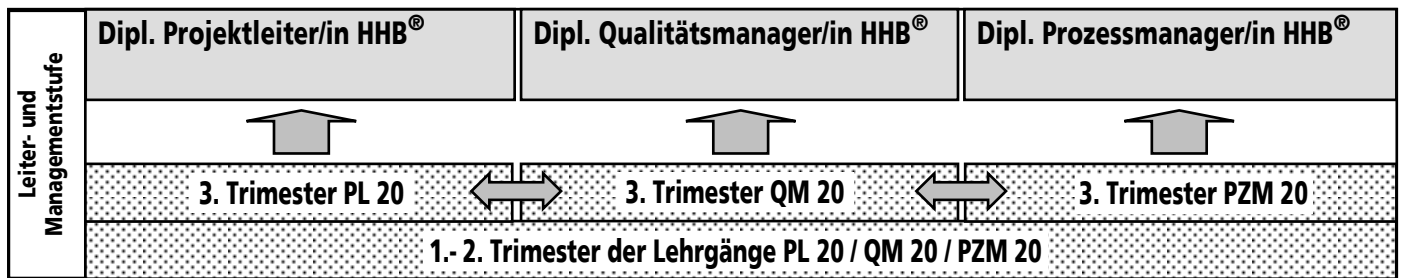 Leiter- und
Managementstufe
Dipl. Projektleiter/in HHB®
Dipl. Qualitätsmanager/in HHB®
Dipl. Prozessmanager/in HHB®
3. Trimester PL 20
3. Trimester QM 20
3. Trimester PZM 20
1.- 2. Trimester der Lehrgänge PL 20 / QM 20 / PZM 20